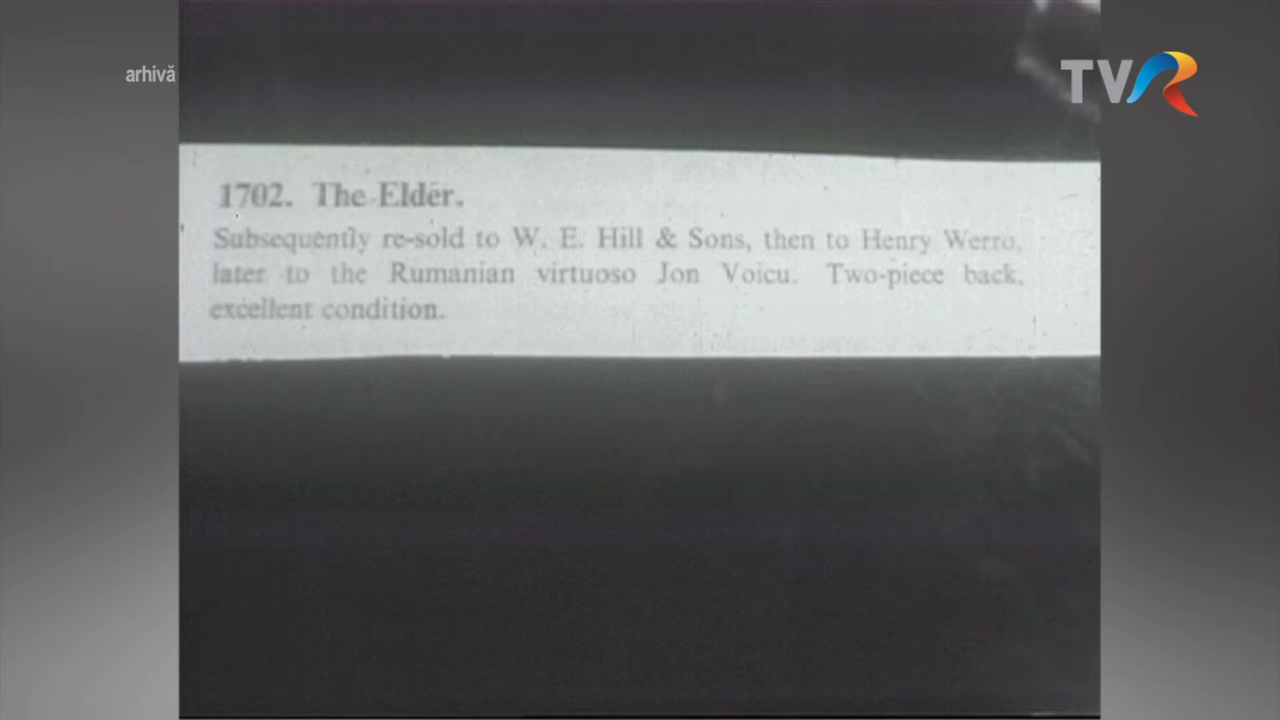 arhivă
TVR
1702. The Elder.
Subsequently re-sold to W. E. Hill & Sons, then to Henry Werro,
later to the Rumanian virtuoso Jon Voicu. Two-piece back,
excellent condition.